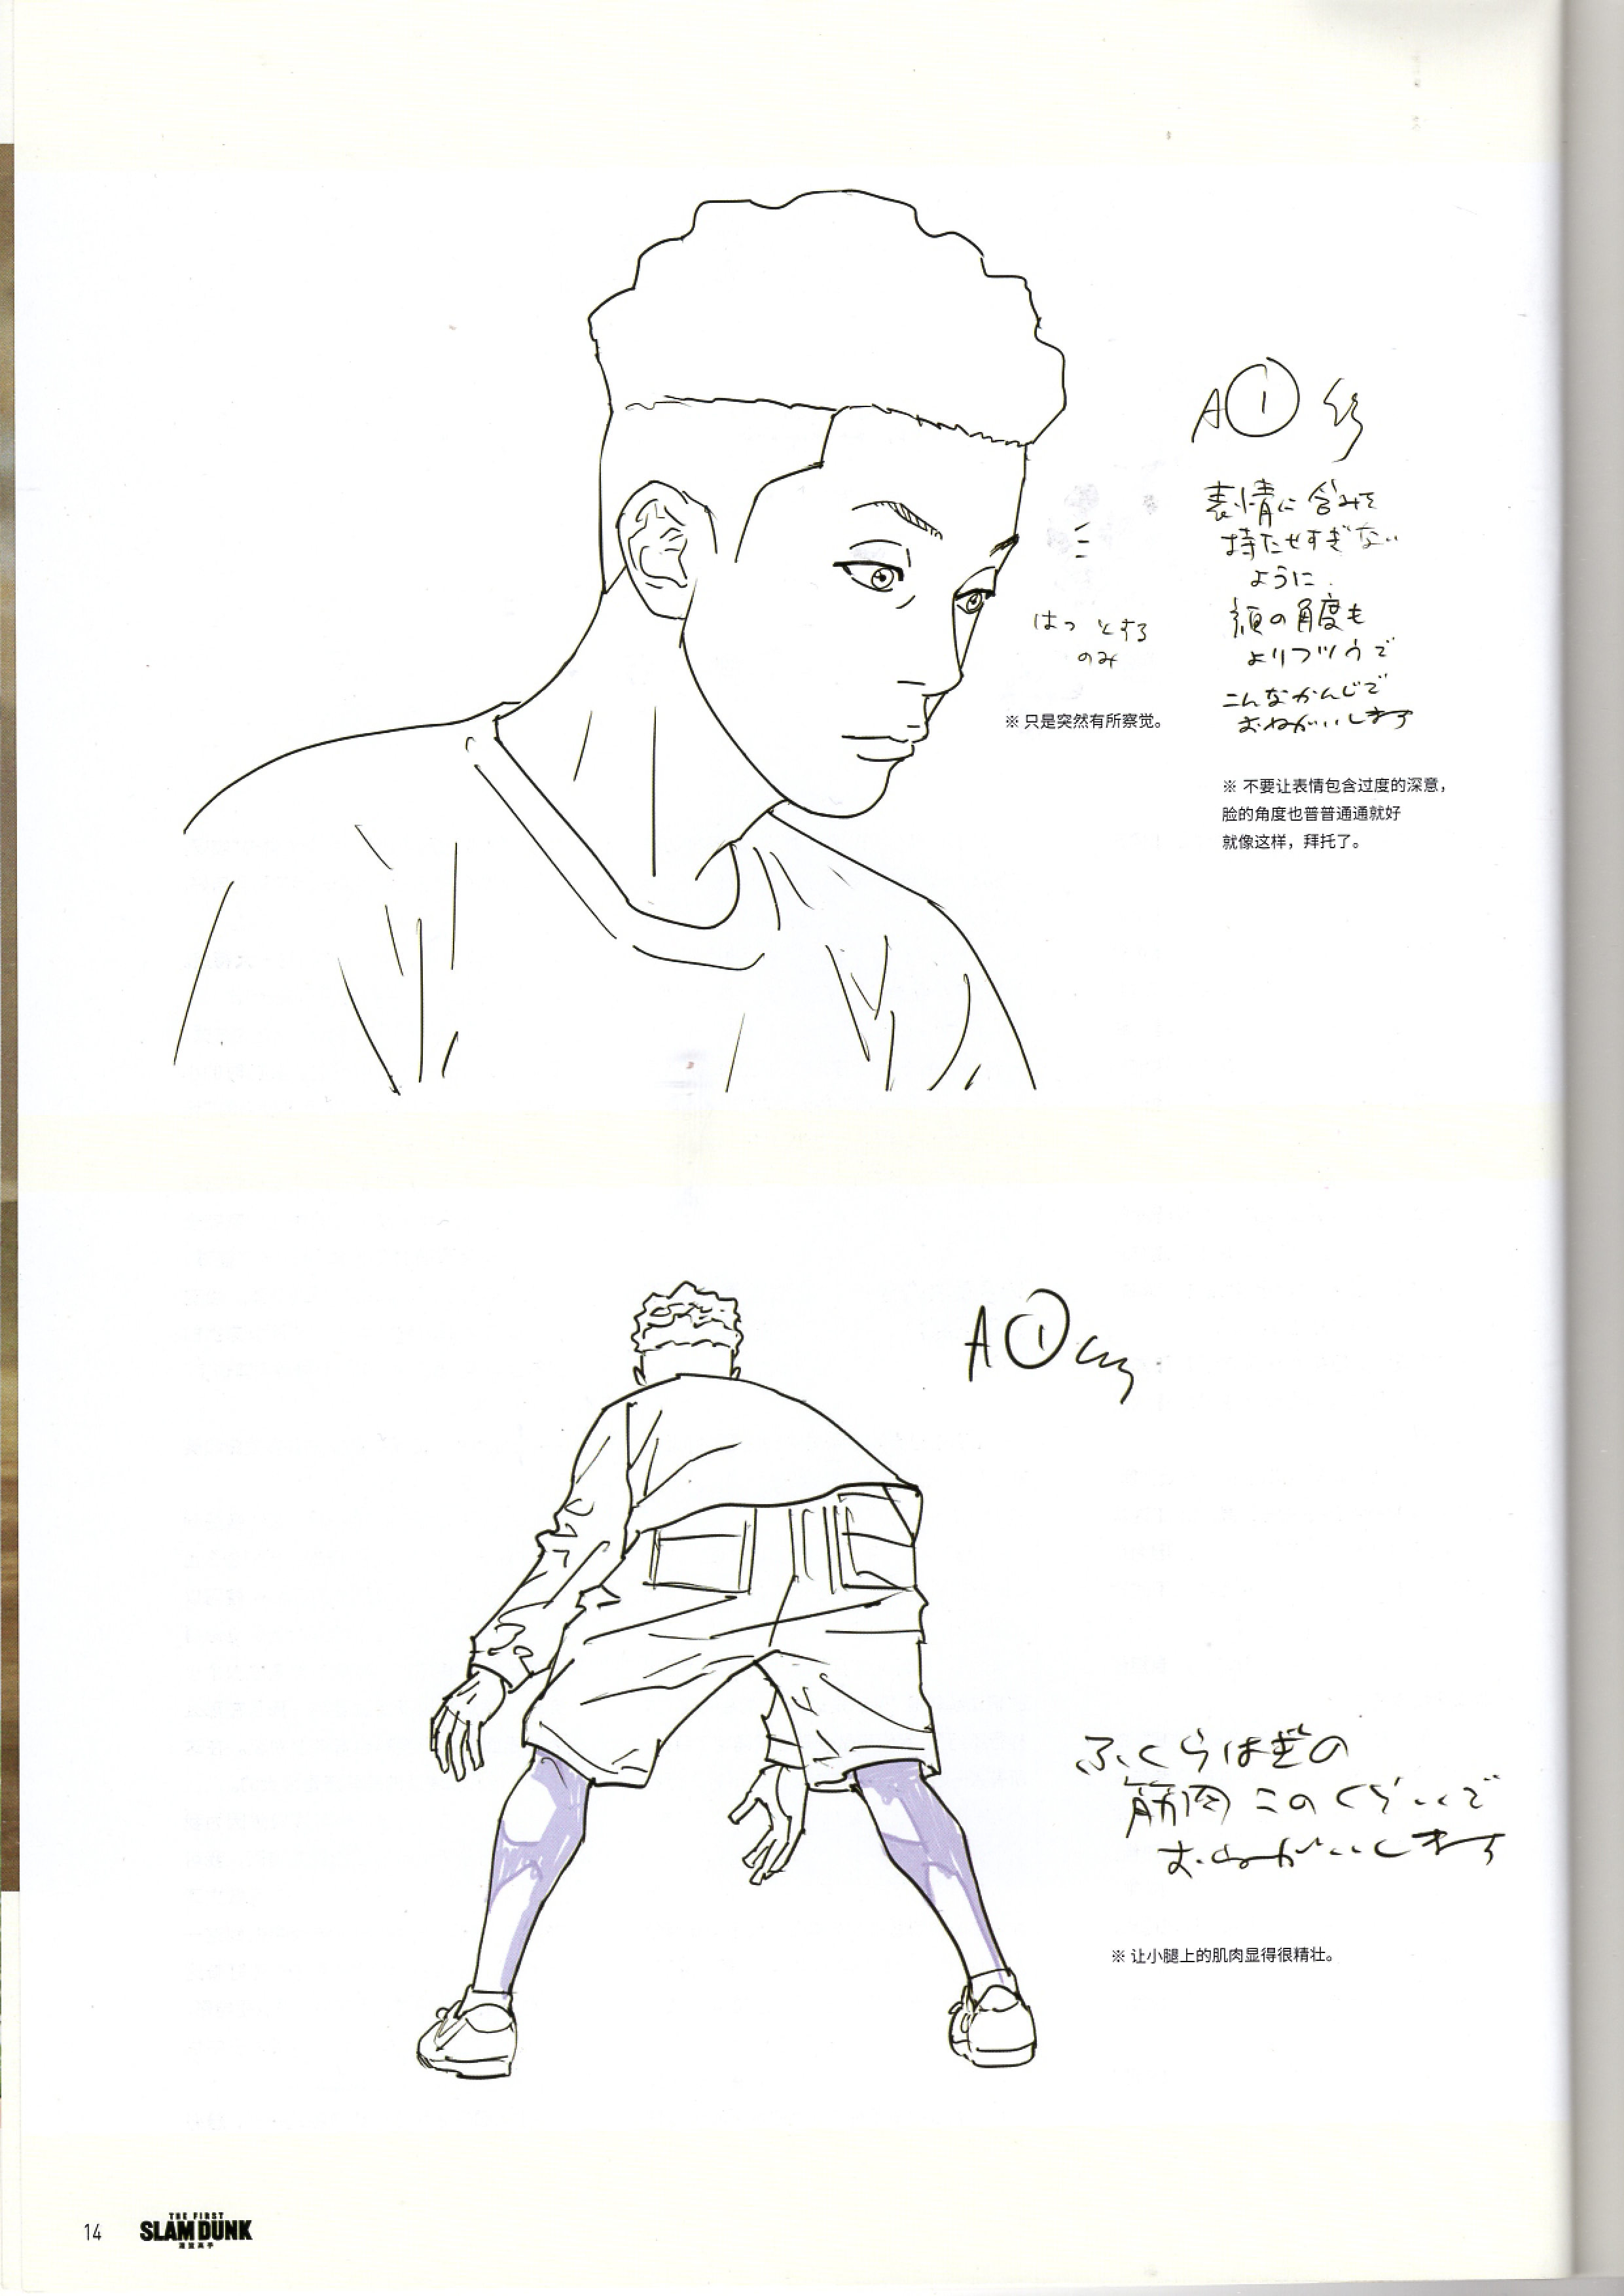 A①修
表情に含みを
持たせすぎない
ように.
顔の角度も
よりフツウで
こんなかんじで
おねがいします
はっとする
のみ
※ 只是突然有所察觉。
※ 不要让表情包含过度的深意，
脸的角度也普普通通就好
就像这样，拜托了。
A①
ふくらはぎの
筋肉このくらいで
おねがいします
※ 让小腿上的肌肉显得很精壮。
14
THE FIRST
SLAM DUNK
灌篮高手